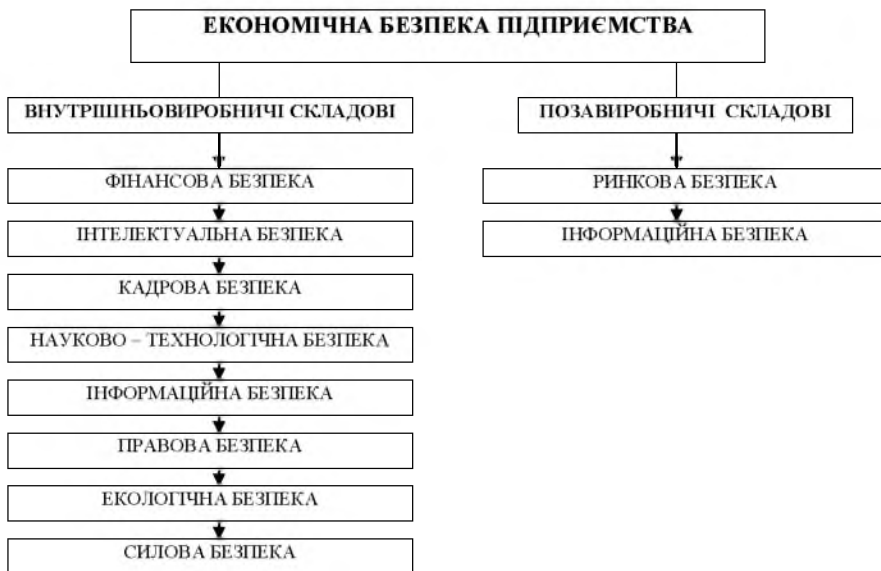 ЕКОНОМІЧНА БЕЗПЕКА ПІДПРИЄМСТВА
ВНУТРІШНЬОВИРОБНИЧІ СКЛАДОВІ
ФІНАНСОВА БЕЗПЕКА
ІНТЕЛЕКТУАЛЬНА БЕЗПЕКА
КАДРОВА БЕЗПЕКА
НАУКОВО – ТЕХНОЛОГІЧНА БЕЗПЕКА
ІНФОРМАЦІЙНА БЕЗПЕКА
ПРАВОВА БЕЗПЕКА
ЕКОЛОГІЧНА БЕЗПЕКА
СИЛОВА БЕЗПЕКА
ПОЗАВИРОБНИЧІ СКЛАДОВІ
РИНКОВА БЕЗПЕКА
ІНФОРМАЦІЙНА БЕЗПЕКА